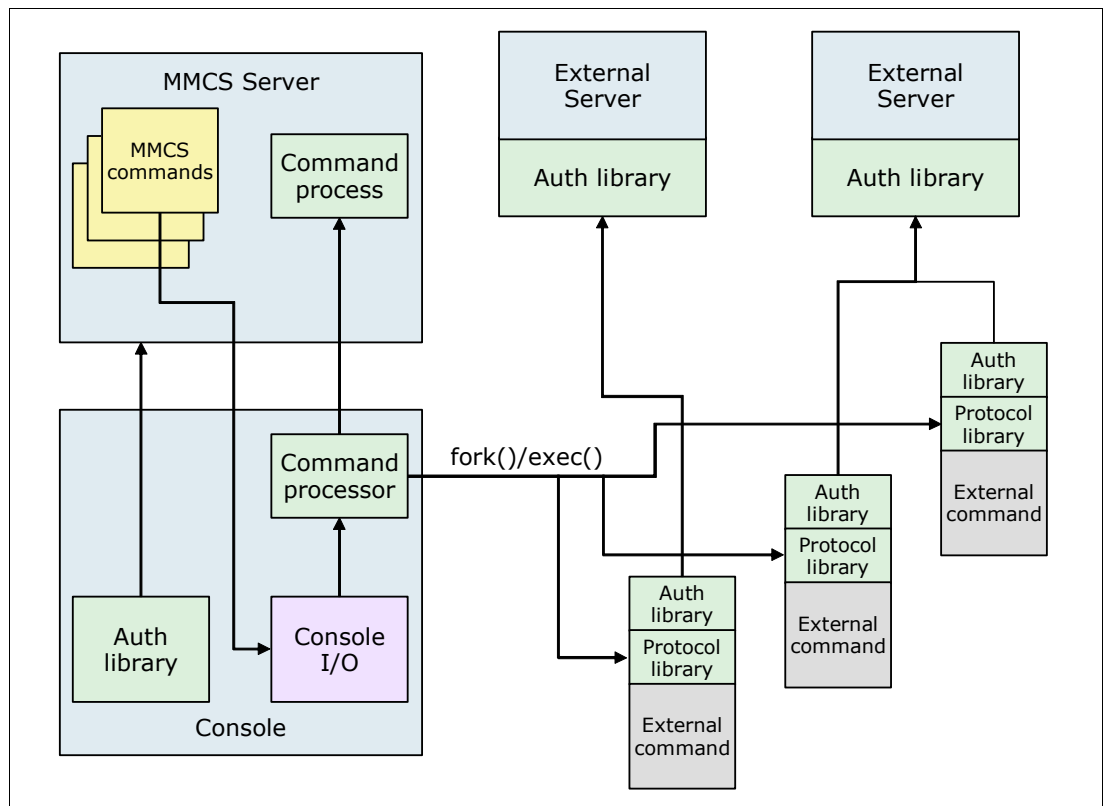 MMCS Server
MMCS
commands
Command
process
External
Server
Auth library
External
Server
Auth library
Auth
library
Protocol
library
External
command
Command
processor
fork()/exec()
Auth
library
Protocol
library
External
command
Auth
library
Protocol
library
External
command
Auth
library
Console
I/O
Console